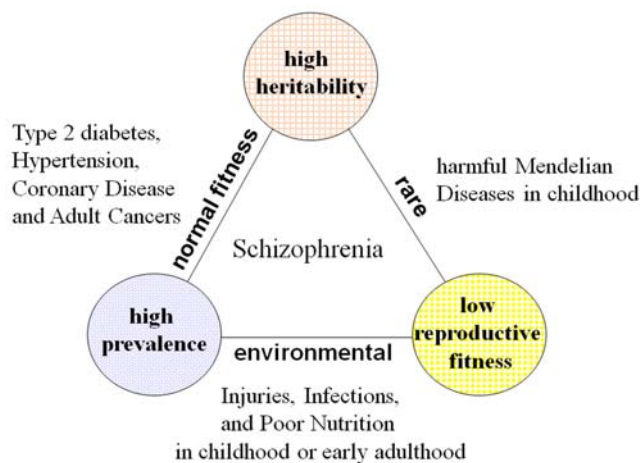 high
heritability
Type 2 diabetes,
Hypertension,
Coronary Disease
and Adult Cancers
normal fitness
rare
harmful Mendelian
Diseases in childhood
Schizophrenia
high
prevalence
low
reproductive
fitness
environmental
Injuries, Infections,
and Poor Nutrition
in childhood or early adulthood